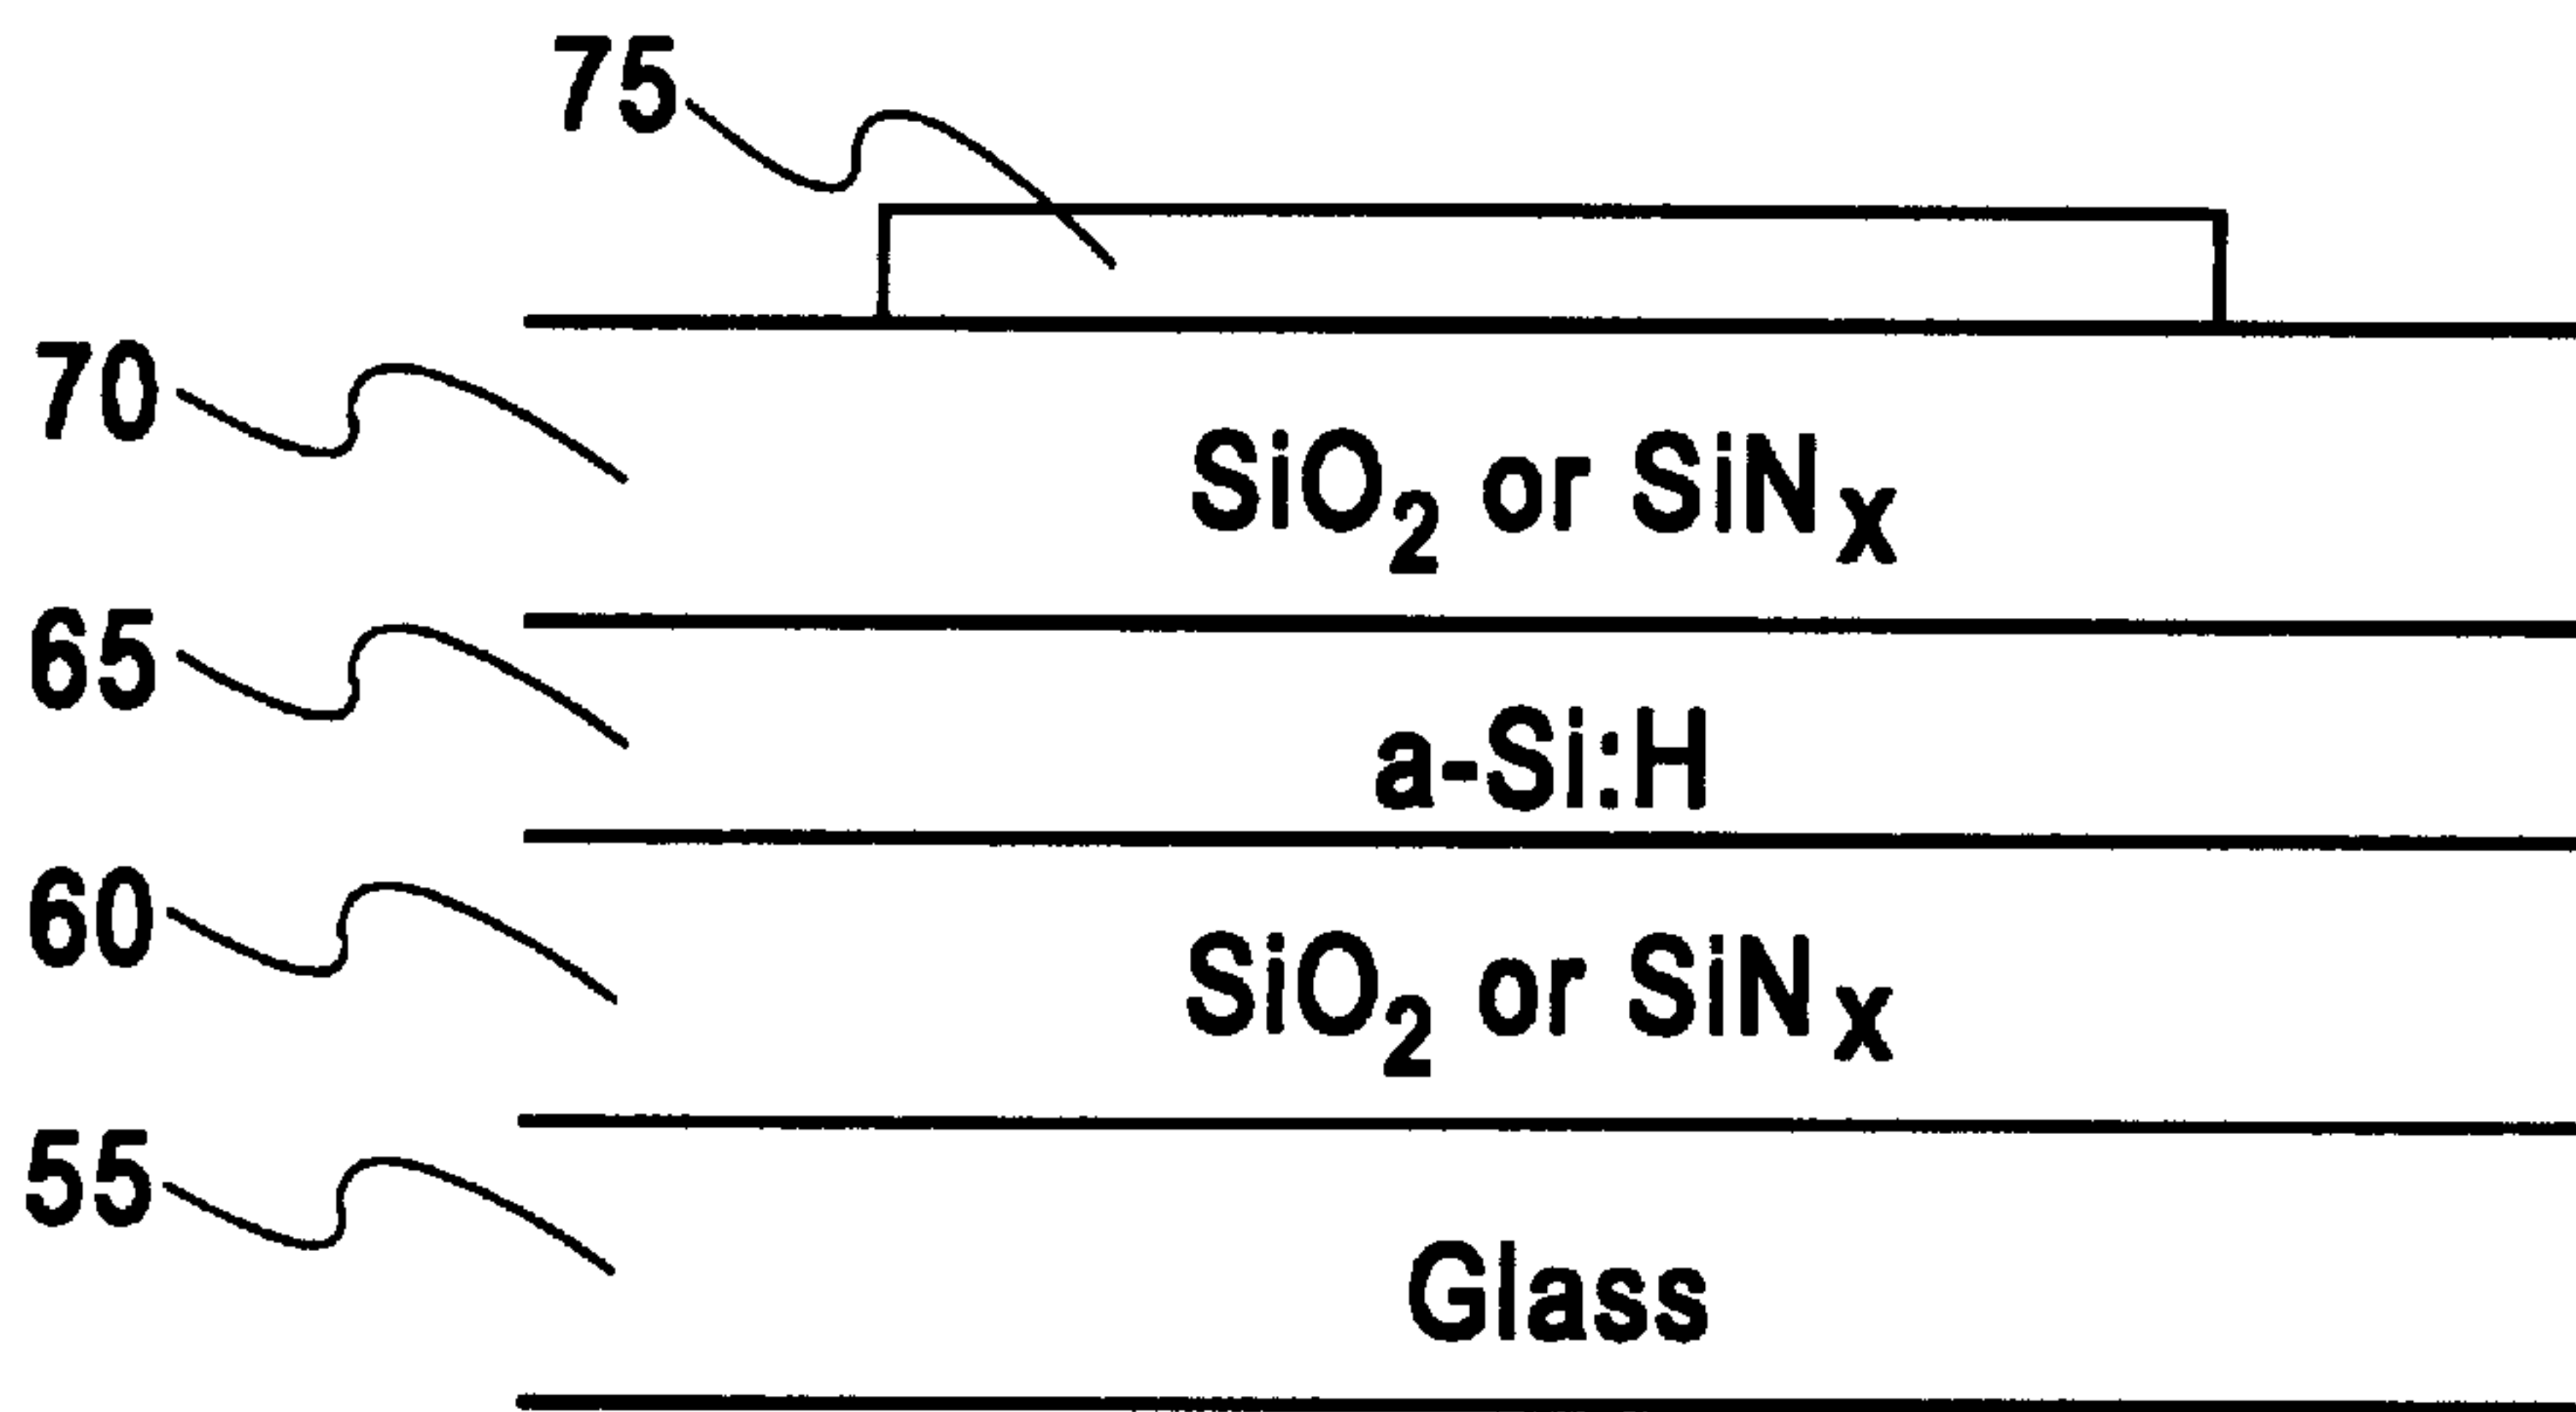 75
70
SiO₂ or SiNₓ
65
a-Si:H
60
SiO₂ or SiNₓ
55
Glass